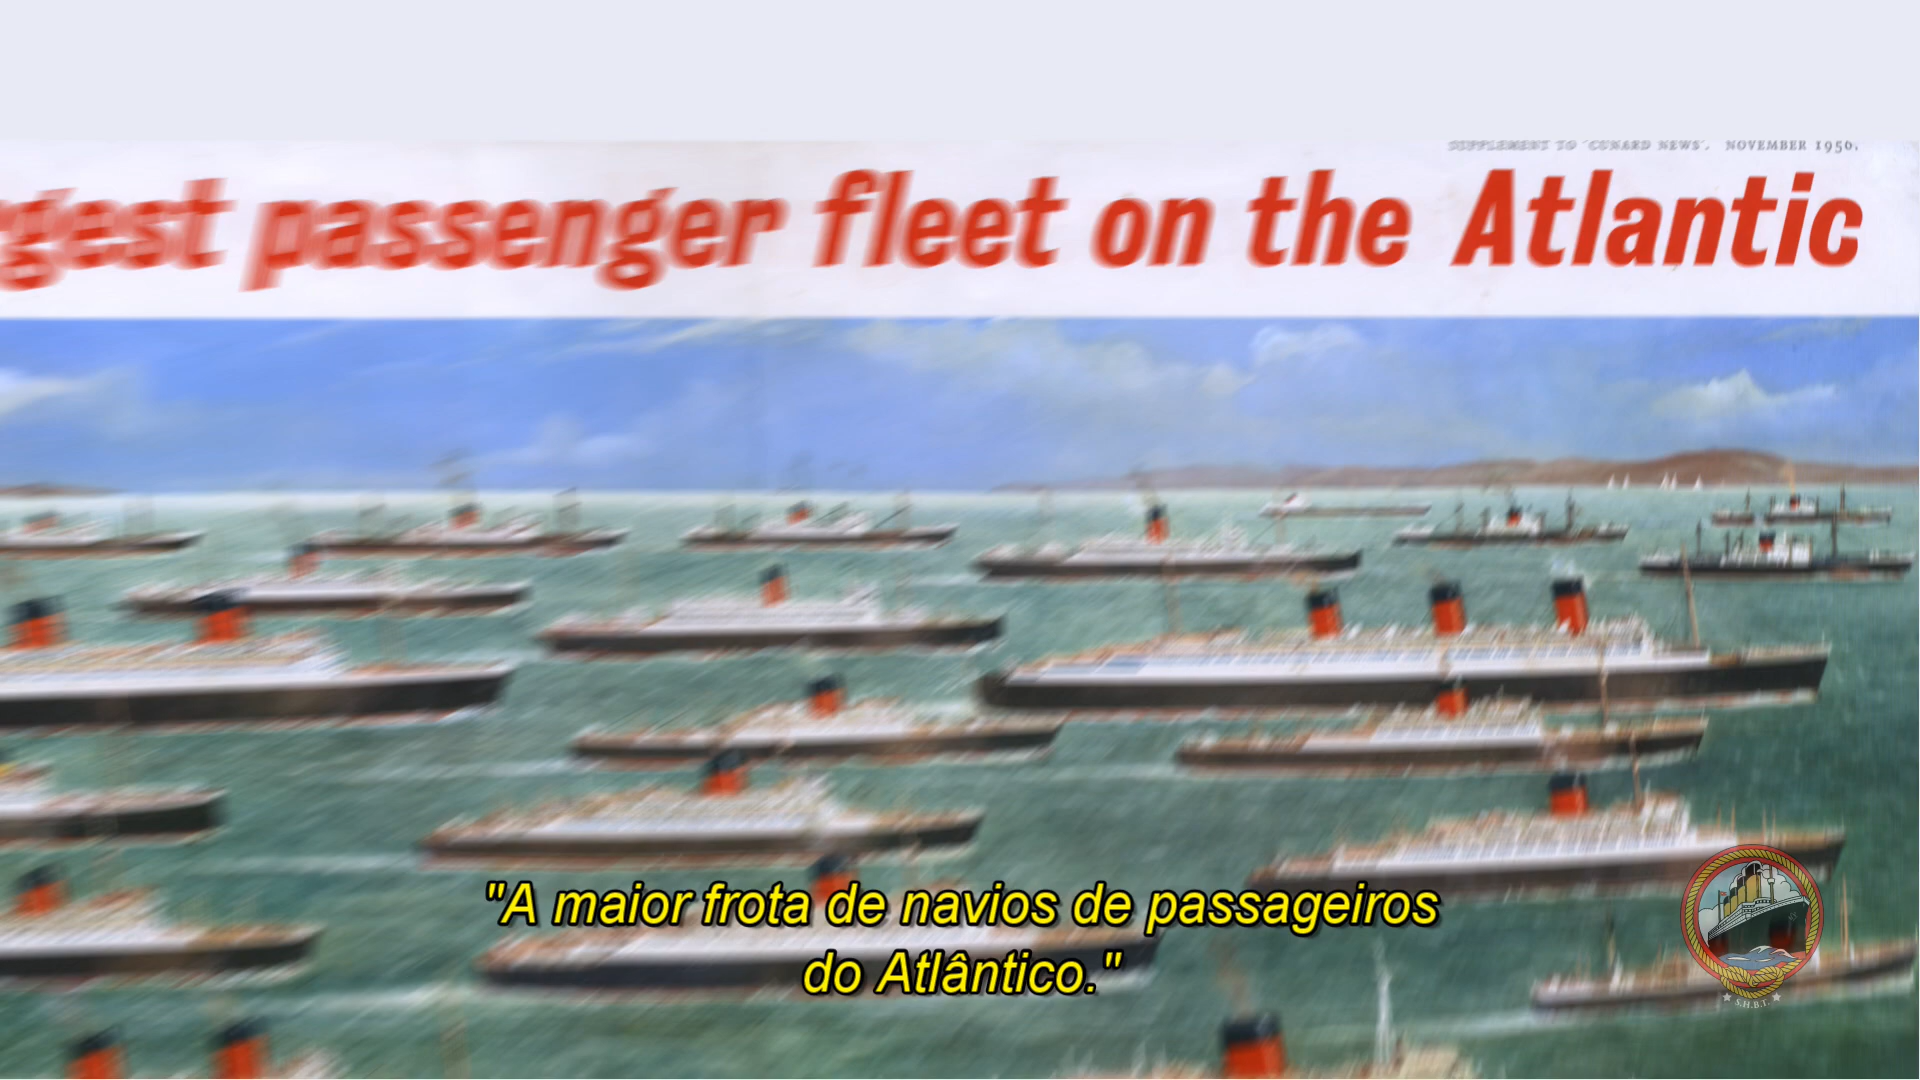 SUPPLEMENT TO 'CUNARD NEWS'. NOVEMBER 1956.
rgest passenger fleet on the Atlantic
"A maior frota de navios de passageiros
do Atlântico."
★ S.H.B.T. ★